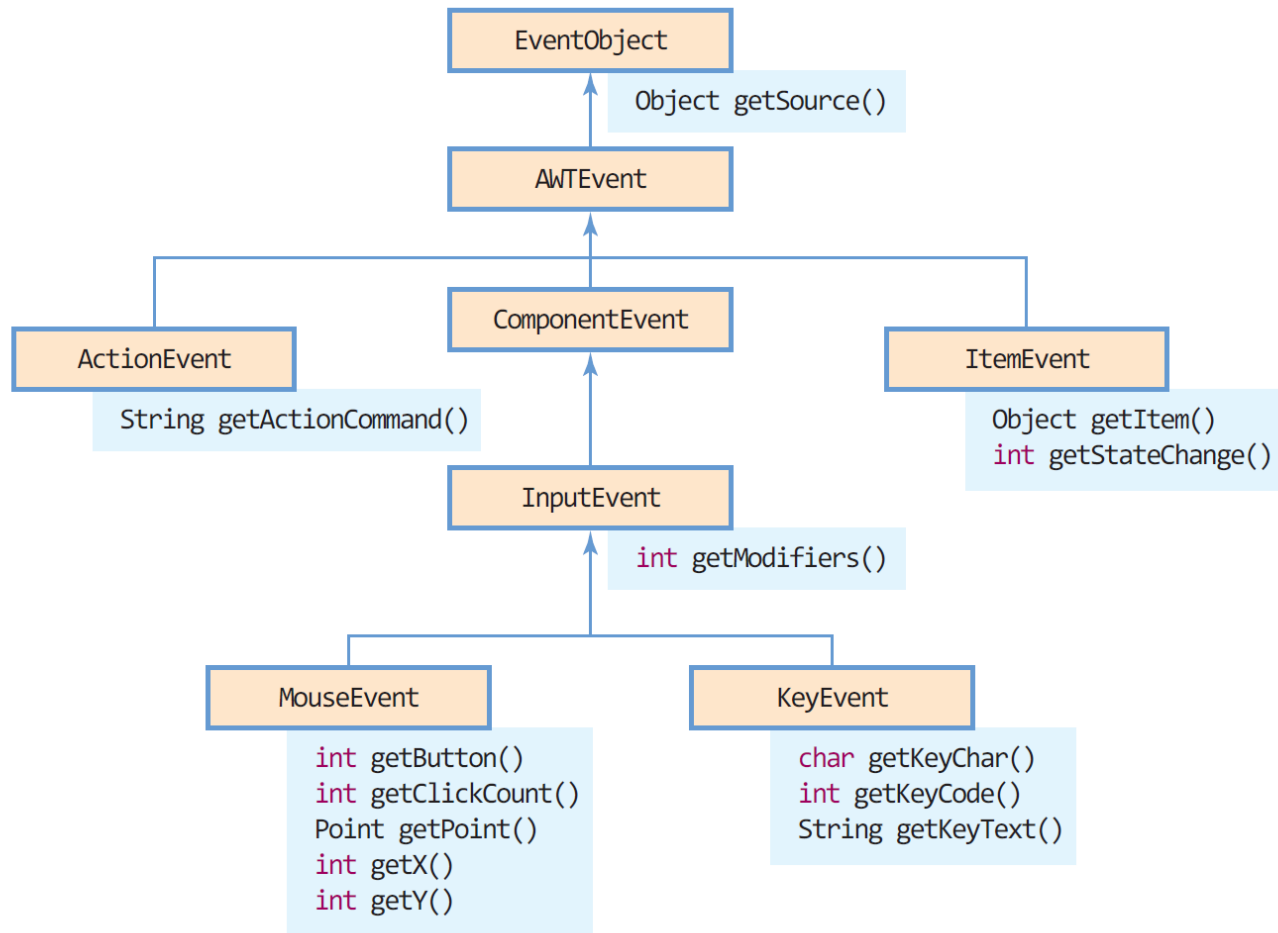 EventObject
Object getSource()
AWTEvent
ComponentEvent
ActionEvent
ItemEvent
String getActionCommand()
Object getItem()
int getStateChange()
InputEvent
int getModifiers()
MouseEvent
KeyEvent
int getButton()
int getClickCount()
Point getPoint()
int getX()
int getY()
char getKeyChar()
int getKeyCode()
String getKeyText()